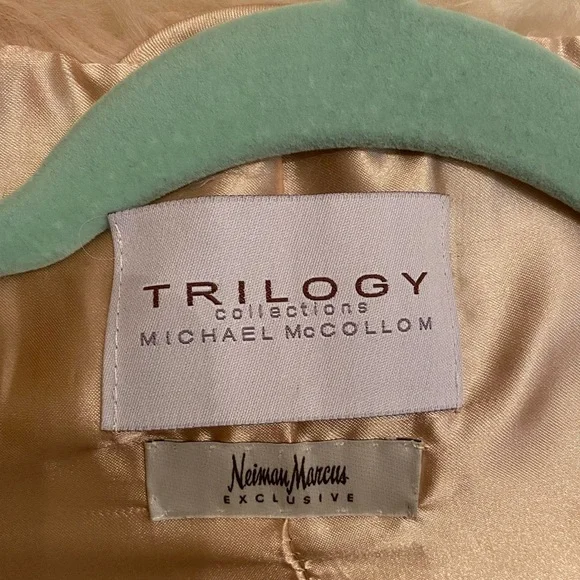 TRILOGY
collections
MICHAEL McCOLLOM
Neiman Marcus
EXCLUSIVE